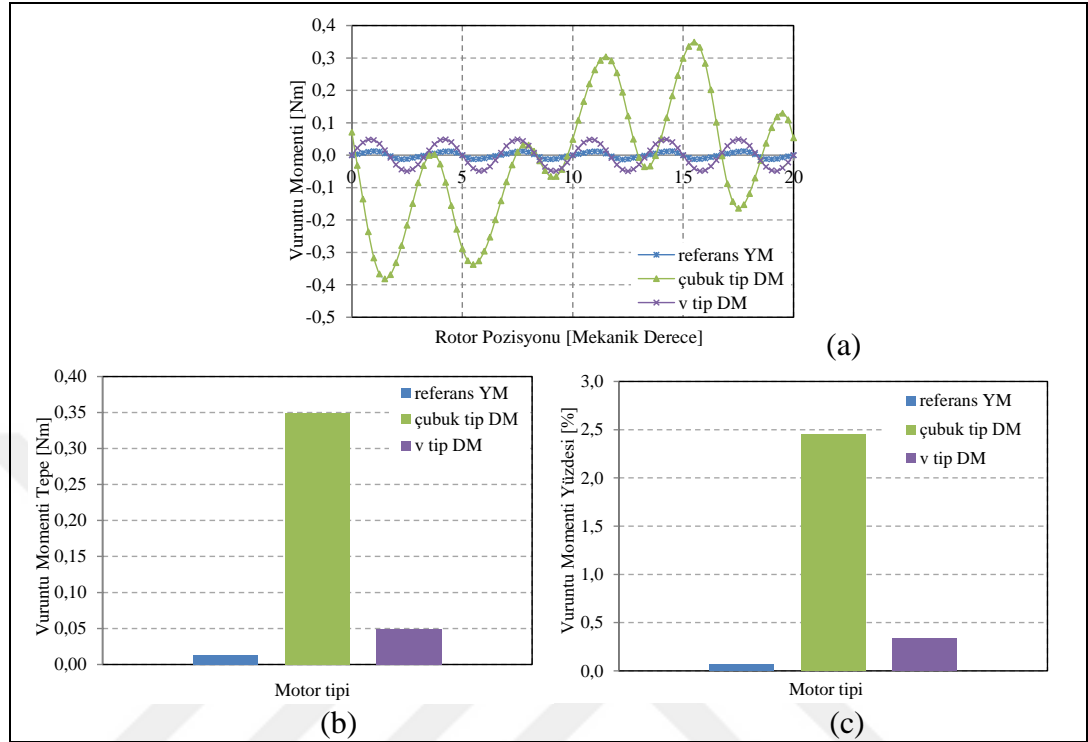 0,4
0,3
0,2
0,1
0,0
-0,1
-0,2
-0,3
-0,4
-0,5
Vuruntu Momenti [Nm]
0
5
10
15
20
referans YM
çubuk tip DM
v tip DM
Rotor Pozisyonu [Mekanik Derece]
(a)
0,40
0,35
0,30
0,25
0,20
0,15
0,10
0,05
0,00
Vuruntu Momenti Tepe [Nm]
referans YM
çubuk tip DM
v tip DM
Motor tipi
(b)
3,0
2,5
2,0
1,5
1,0
0,5
0,0
Vuruntu Momenti Yüzdesi [%]
referans YM
çubuk tip DM
v tip DM
Motor tipi
(c)